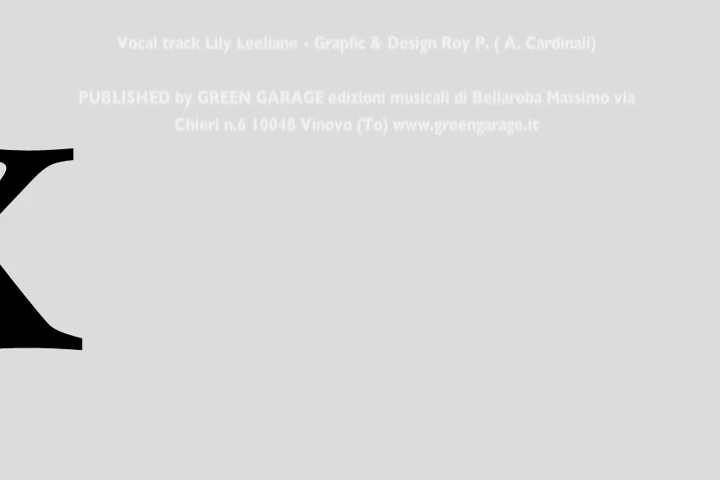 Vocal track Lily Leeliano - Grapfic & Design Roy P. ( A. Cardinali)
PUBLISHED by GREEN GARAGE edizioni musicali di Bellaroba Massimo via
Chieri n.6 10048 Vinovo (To) www.greengarage.it